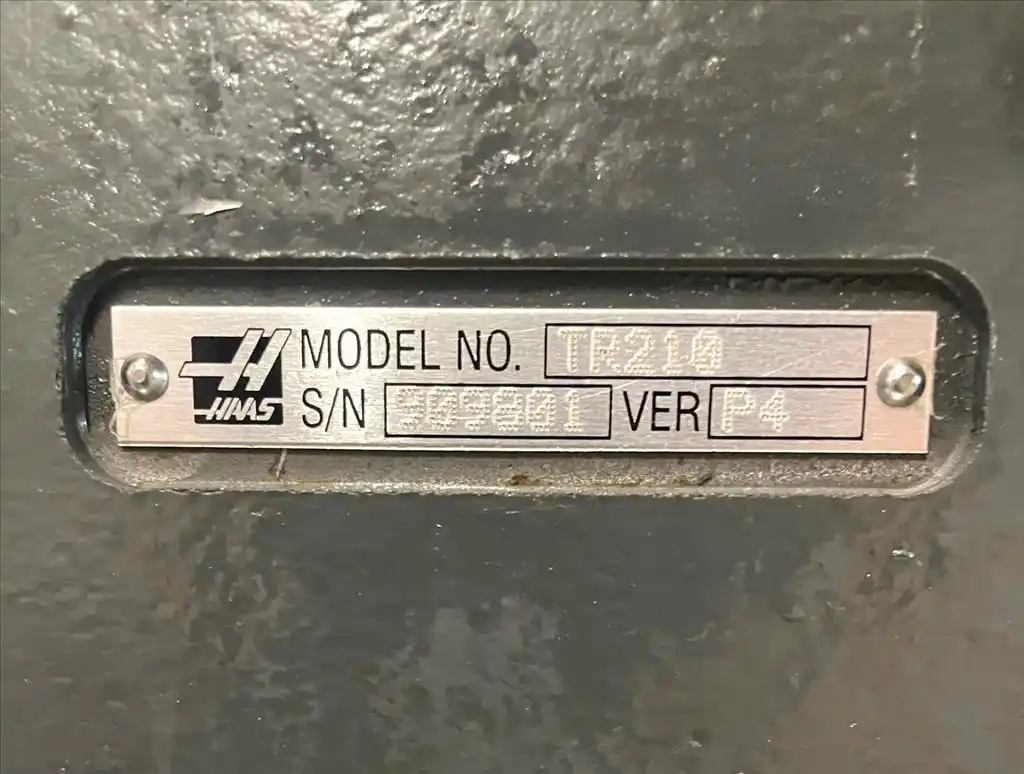 HAAS
MODEL NO. TR210
S/N 909801 VER P4